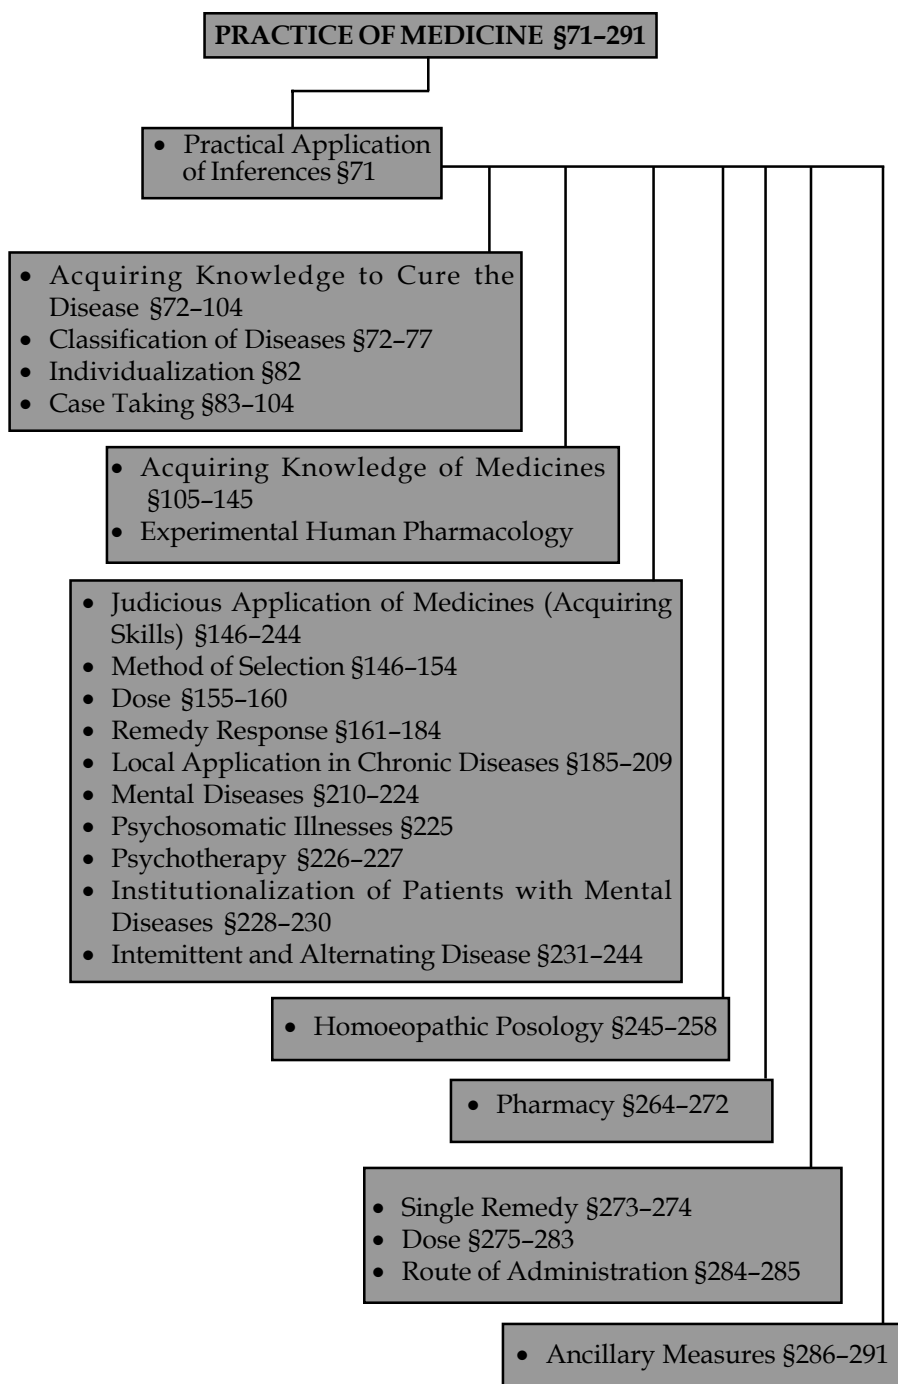 PRACTICE OF MEDICINE §71–291
• Practical Application
of Inferences §71
• Acquiring Knowledge to Cure the
Disease §72–104
• Classification of Diseases §72–77
• Individualization §82
• Case Taking §83–104
• Acquiring Knowledge of Medicines
§105–145
• Experimental Human Pharmacology
• Judicious Application of Medicines (Acquiring
Skills) §146–244
• Method of Selection §146–154
• Dose §155–160
• Remedy Response §161–184
• Local Application in Chronic Diseases §185–209
• Mental Diseases §210–224
• Psychosomatic Illnesses §225
• Psychotherapy §226–227
• Institutionalization of Patients with Mental
Diseases §228–230
• Intemittent and Alternating Disease §231–244
• Homoeopathic Posology §245–258
• Pharmacy §264–272
• Single Remedy §273–274
• Dose §275–283
• Route of Administration §284–285
• Ancillary Measures §286–291